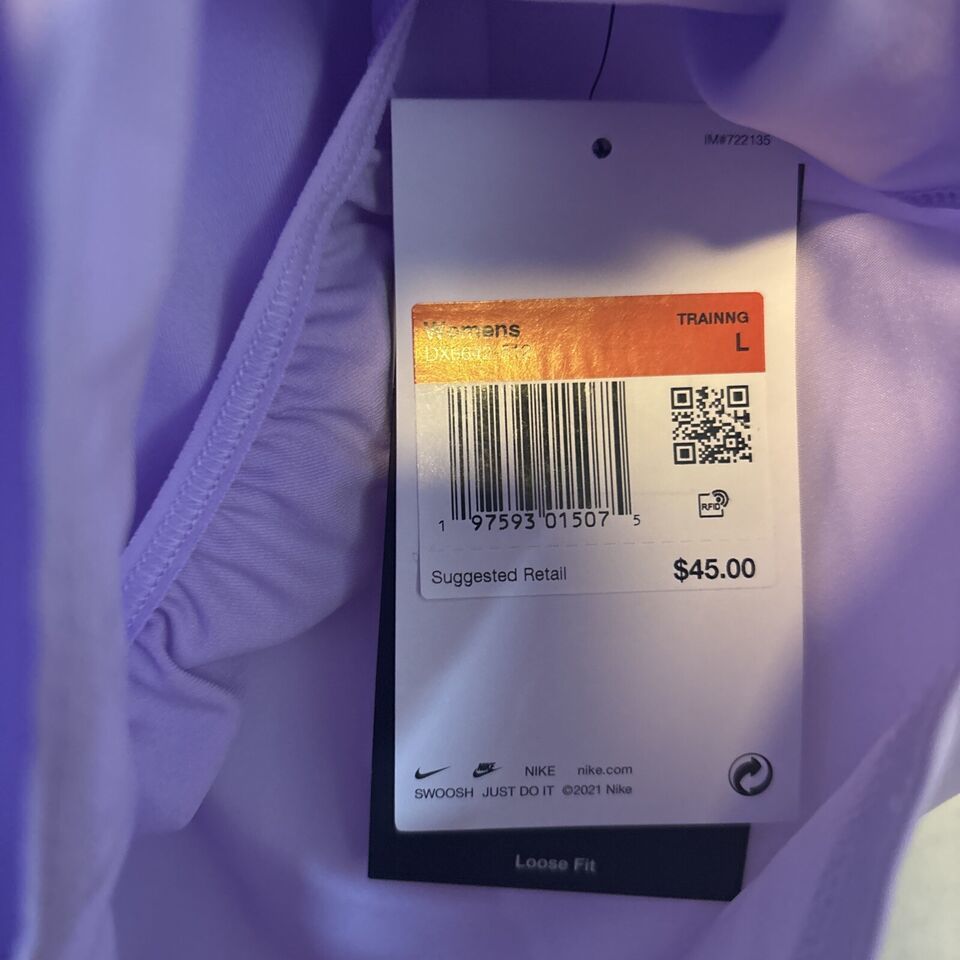 IM#722135
Womens
TRAINNG
L
1 97593 01507 5
RFID
Suggested Retail
$45.00
NIKE
NIKE nike.com
SWOOSH JUST DO IT ©2021 Nike
Loose Fit